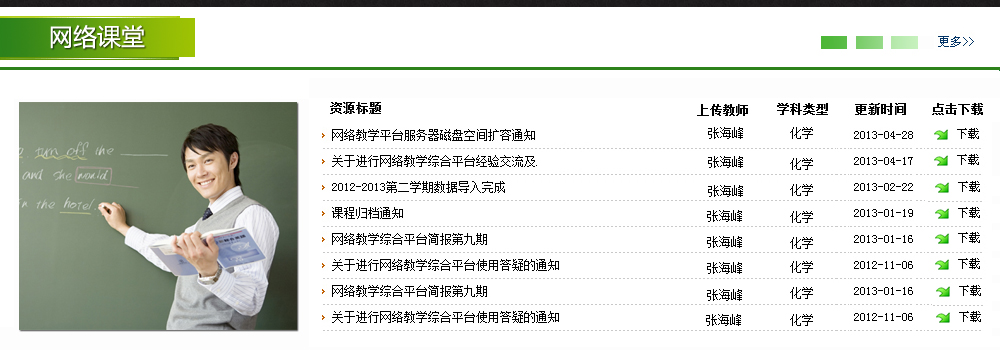 网络课堂
更多>>
资源标题 上传教师 学科类型 更新时间 点击下载
网络教学平台服务器磁盘空间扩容通知 张海峰 化学 2013-04-28 下载
关于进行网络教学综合平台经验交流及. 张海峰 化学 2013-04-17 下载
2012-2013第二学期数据导入完成 张海峰 化学 2013-02-22 下载
课程归档通知 张海峰 化学 2013-01-19 下载
网络教学综合平台简报第九期 张海峰 化学 2013-01-16 下载
关于进行网络教学综合平台使用答疑的通知 张海峰 化学 2012-11-06 下载
网络教学综合平台简报第九期 张海峰 化学 2013-01-16 下载
关于进行网络教学综合平台使用答疑的通知 张海峰 化学 2012-11-06 下载
turn off the
and she would
in the hotel.